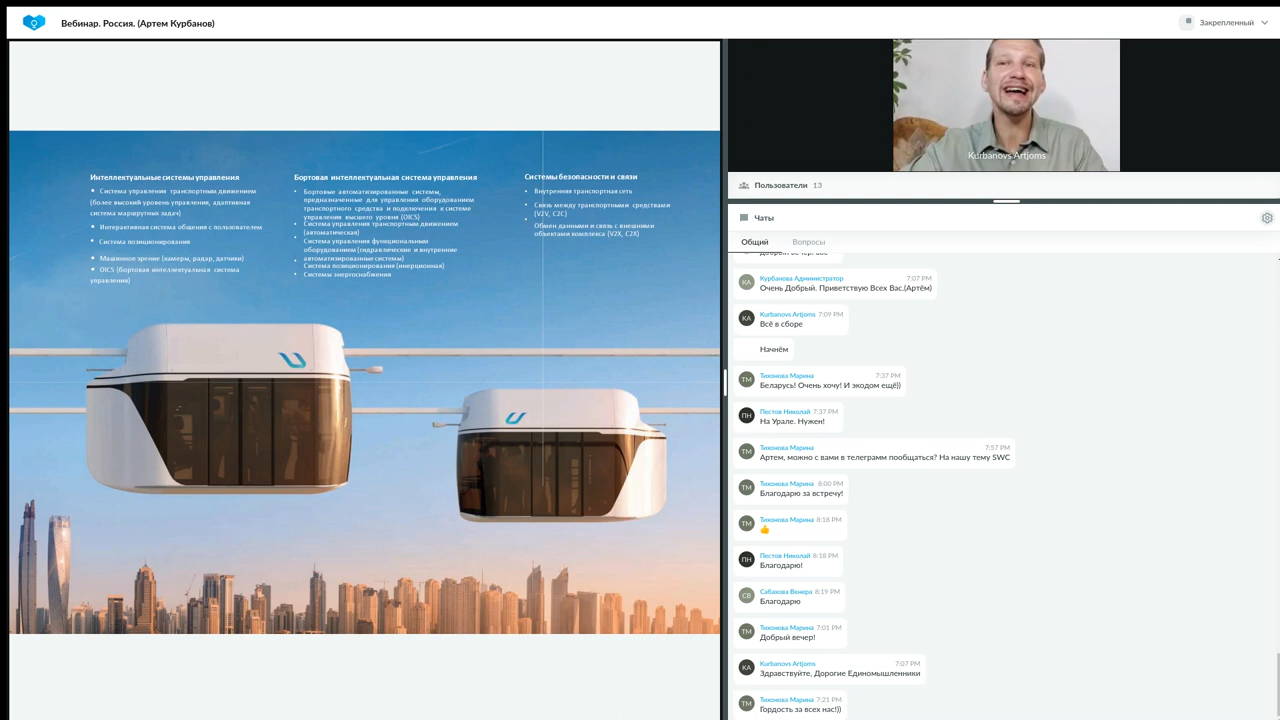 Вебинар. Россия. (Артем Курбанов)
Закрепленный
Интеллектуальные системы управления
• Система управления транспортным движением
(более высокий уровень управления, адаптивная
система маршрутных задач)
• Интерактивная система общения с пользователем
• Система позиционирования
• Машинное зрение (камеры, радар, датчики)
• OICS (бортовая интеллектуальная система
управления)
Бортовая интеллектуальная система управления
• Бортовые автоматизированные системы,
предназначенные для управления оборудованием
транспортного средства и подключения к системе
управления высшего уровня (OICS)
• Система управления транспортным движением
(автоматическая)
• Система управления функциональным
оборудованием (гидравлические и внутренние
автоматизированные системы)
• Система позиционирования (инерционная)
• Системы энергоснабжения
Системы безопасности и связи
• Внутренняя транспортная сеть
• Связь между транспортными средствами
(V2V, C2C)
• Обмен данными и связь с внешними
объектами комплекса (V2X, C2X)
Kurbanovs Artjoms
Пользователи 13
Чаты
Общий Вопросы
КА Курбанова Администратор 7:07 PM
Очень Добрый. Приветствую Всех Вас.(Артём)
KA Kurbanovs Artjoms 7:09 PM
Всё в сборе
Начнём
ТМ Тихонова Марина 7:37 PM
Беларусь! Очень хочу! И экодом ещё))
ПН Пестов Николай 7:37 PM
На Урале. Нужен!
ТМ Тихонова Марина 7:57 PM
Артем, можно с вами в телеграмм пообщаться? На нашу тему SWC
ТМ Тихонова Марина 8:00 PM
Благодарю за встречу!
ТМ Тихонова Марина 8:18 PM
👍
ПН Пестов Николай 8:18 PM
Благодарю!
СВ Сабахова Венера 8:19 PM
Благодарю
ТМ Тихонова Марина 7:01 PM
Добрый вечер!
KA Kurbanovs Artjoms 7:07 PM
Здравствуйте, Дорогие Единомышленники
ТМ Тихонова Марина 7:21 PM
Гордость за всех нас!))